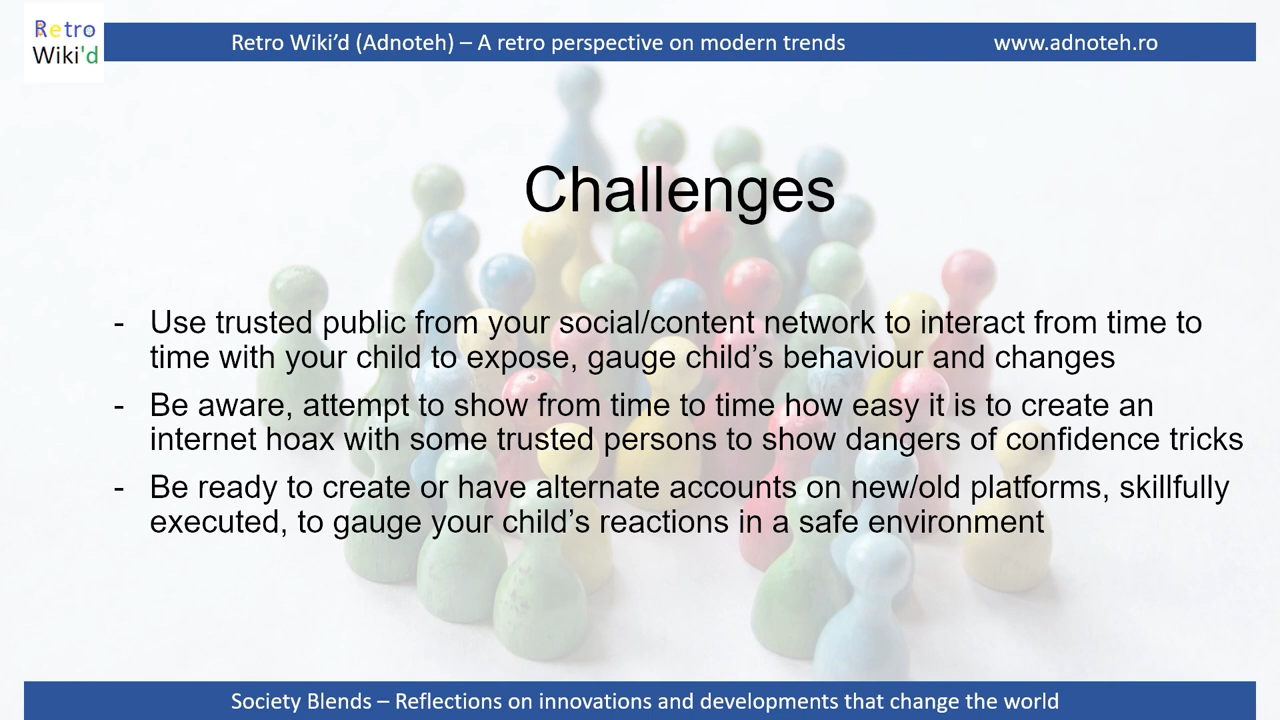 Retro
Wiki'd
Retro Wiki’d (Adnoteh) – A retro perspective on modern trends
www.adnoteh.ro
Challenges
- Use trusted public from your social/content network to interact from time to
time with your child to expose, gauge child’s behaviour and changes
- Be aware, attempt to show from time to time how easy it is to create an
internet hoax with some trusted persons to show dangers of confidence tricks
- Be ready to create or have alternate accounts on new/old platforms, skillfully
executed, to gauge your child’s reactions in a safe environment
Society Blends – Reflections on innovations and developments that change the world